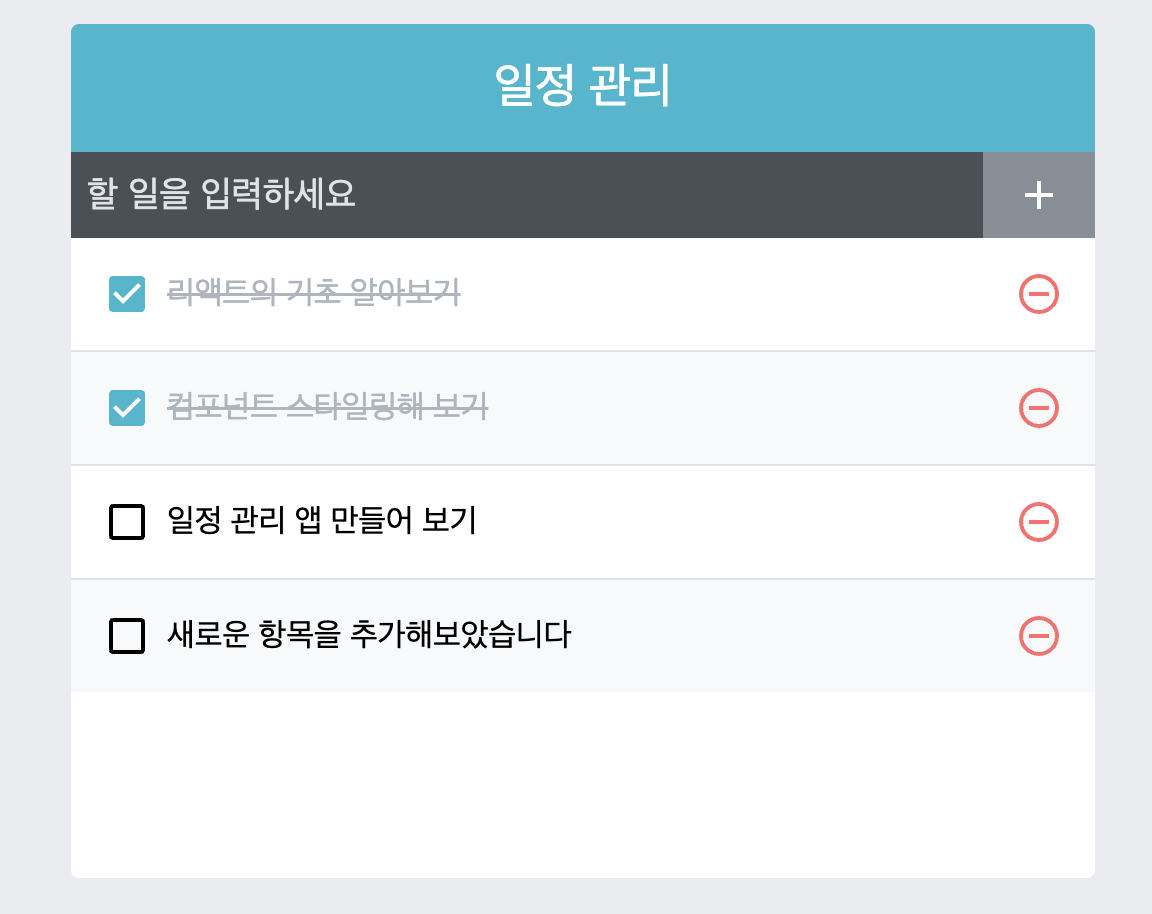 일정 관리
할 일을 입력하세요
리액트의 기초 알아보기
컴포넌트 스타일링해 보기
일정 관리 앱 만들어 보기
새로운 항목을 추가해보았습니다